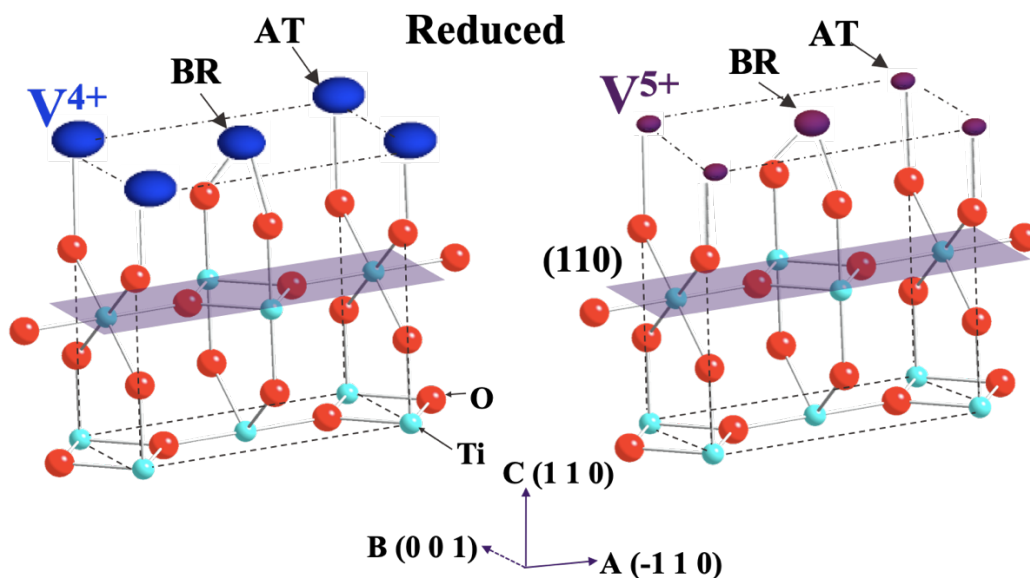 Reduced
AT
BR
V4+
AT
BR
V5+
(110)
O
Ti
C (1 1 0)
B (0 0 1)
A (-1 1 0)